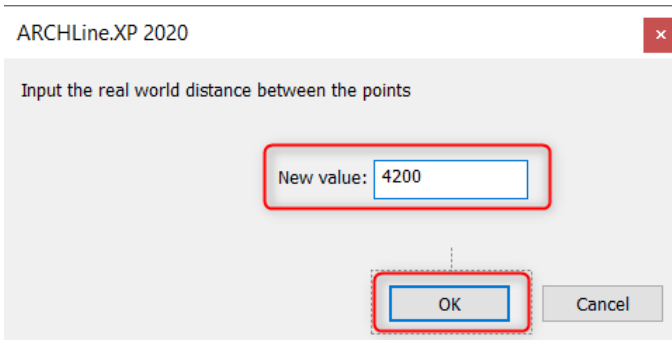 ARCHLine.XP 2020
Input the real world distance between the points
New value: 4200
OK Cancel